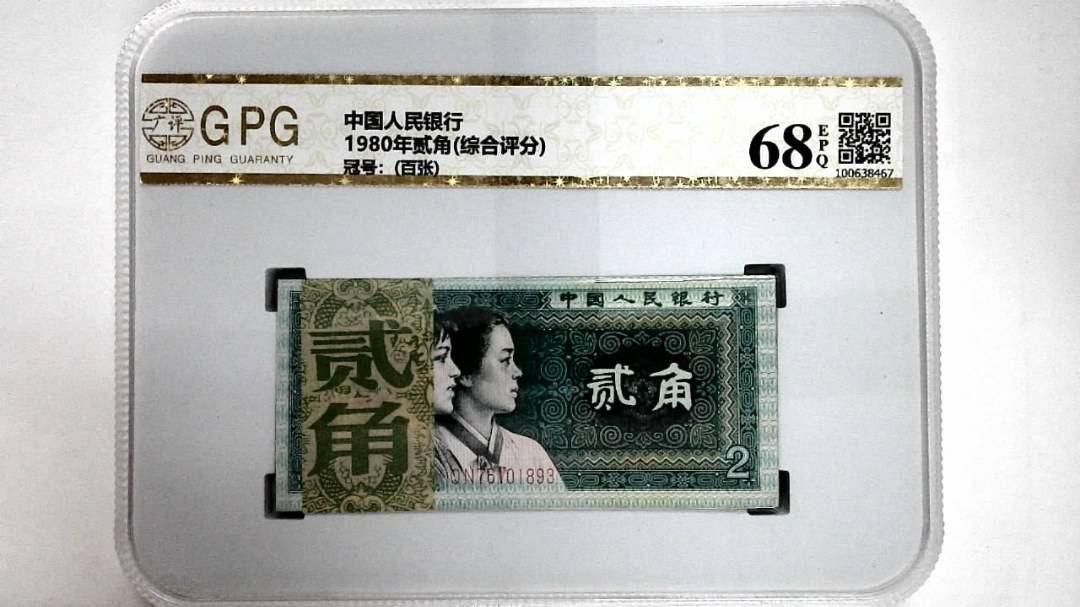 广评
GPG
GUANG PING GUARANTY
中国人民银行
1980年贰角(综合评分)
冠号：(百张)
68
EPQ
100638467
中国人民银行
贰角
贰角
QN76101893
2